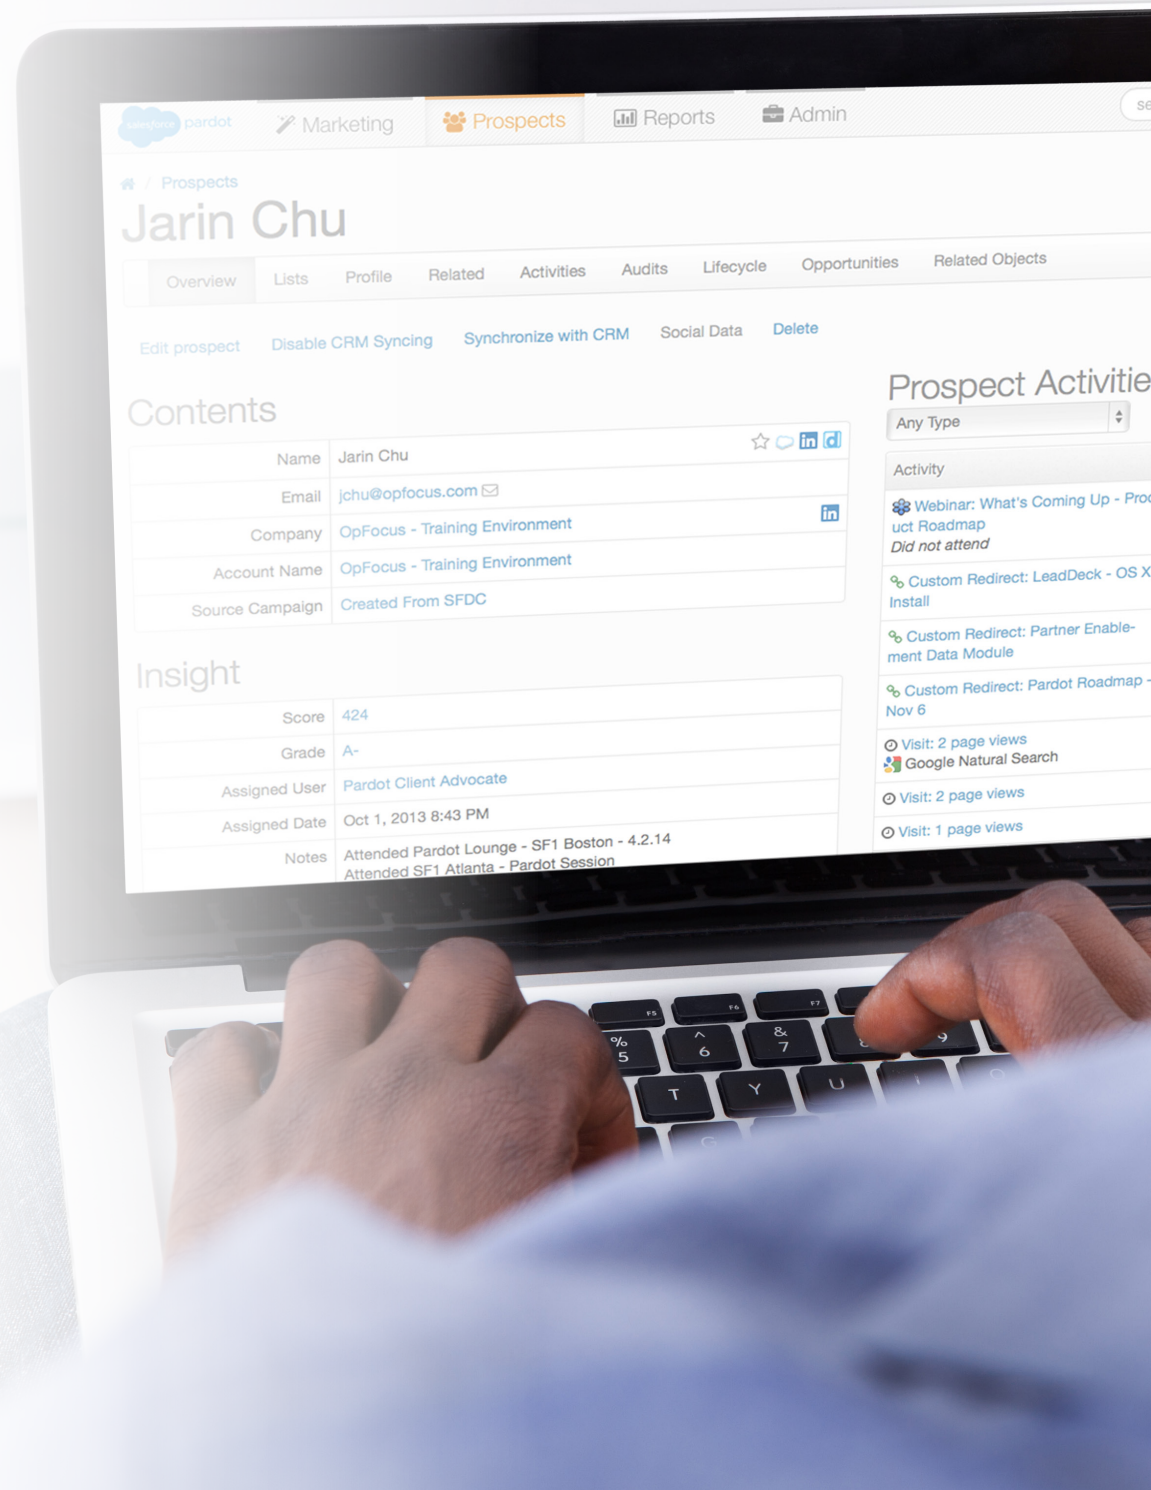 salesforce pardot
Marketing
Prospects
Reports
Admin
se
/ Prospects
Jarin Chu
Overview
Lists
Profile
Related
Activities
Audits
Lifecycle
Opportunities
Related Objects
Edit prospect
Disable CRM Syncing
Synchronize with CRM
Social Data
Delete
Contents
Name Jarin Chu
in d
Email jchu@opfocus.com
Company OpFocus - Training Environment
in
Account Name OpFocus - Training Environment
Source Campaign Created From SFDC
Insight
Score 424
Grade A-
Assigned User Pardot Client Advocate
Assigned Date Oct 1, 2013 8:43 PM
Notes Attended Pardot Lounge - SF1 Boston - 4.2.14
Attended SF1 Atlanta - Pardot Session
Prospect Activitie
Any Type
Activity
Webinar: What's Coming Up - Proc
uct Roadmap
Did not attend
Custom Redirect: LeadDeck - OS X
Install
Custom Redirect: Partner Enable-
ment Data Module
Custom Redirect: Pardot Roadmap -
Nov 6
Visit: 2 page views
Google Natural Search
Visit: 2 page views
Visit: 1 page views
F5 F6 F7
% ^ &
5 6 7 8 9
T Y U
G